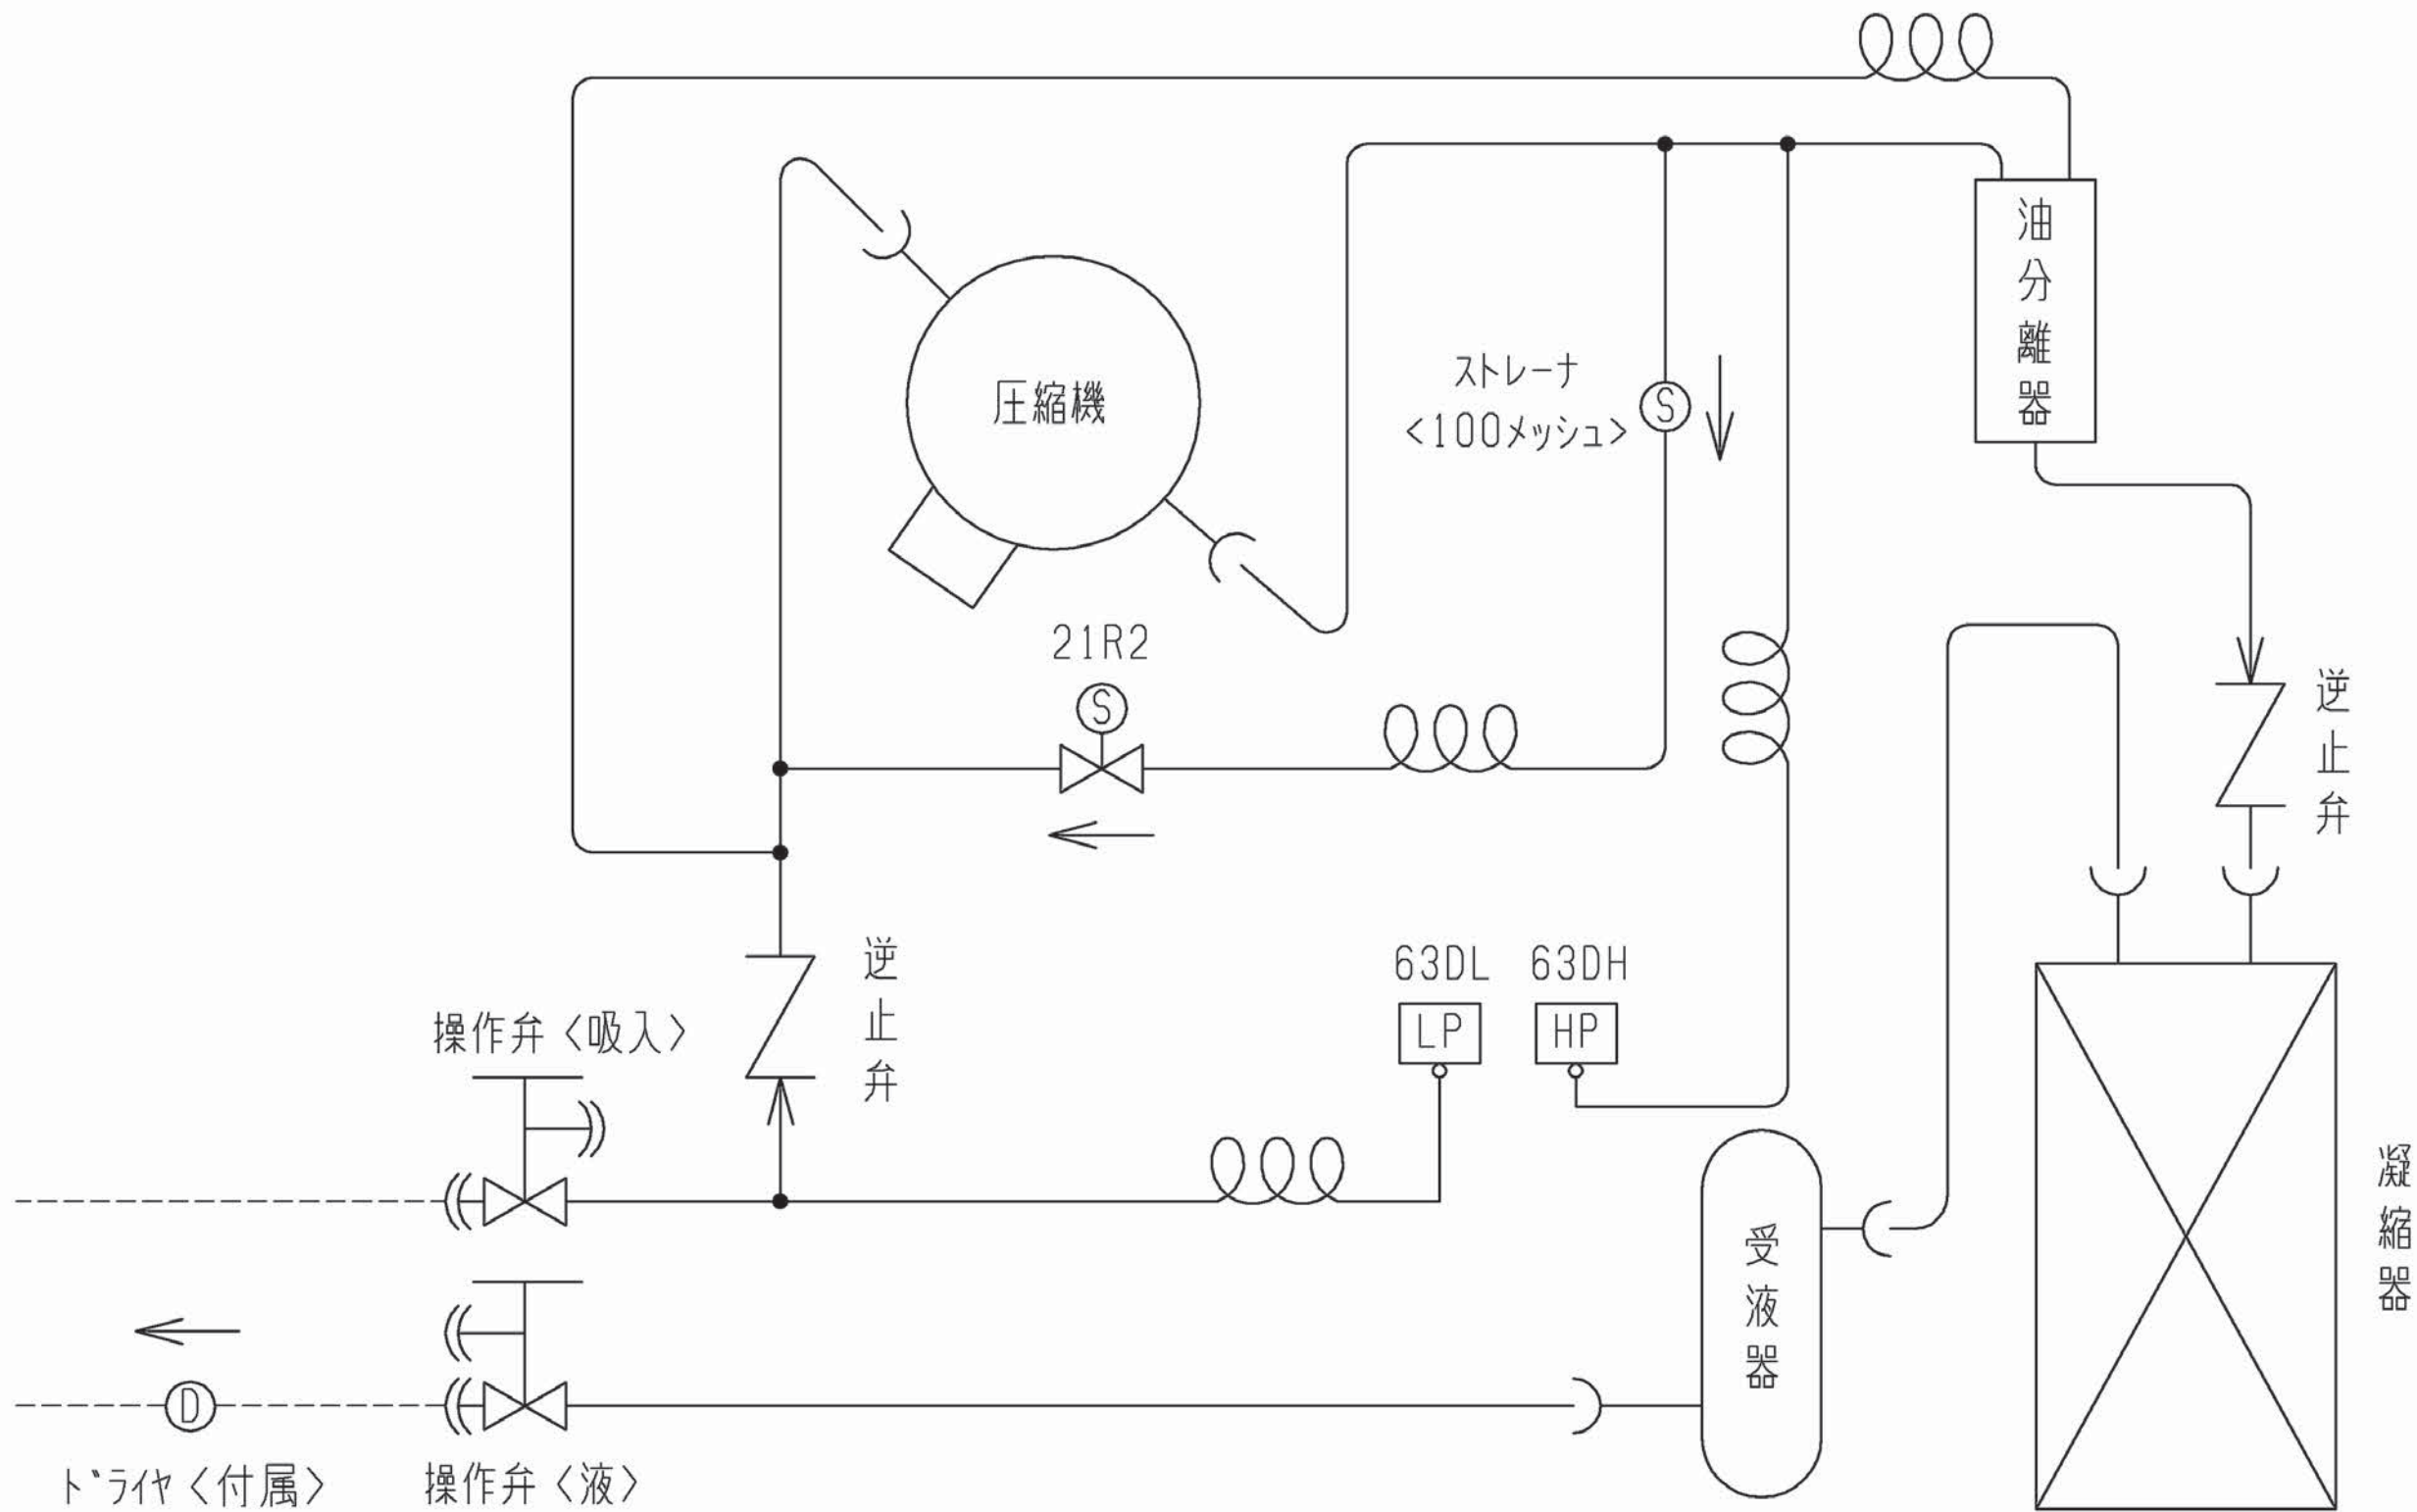 油分離器
圧縮機
ストレーナ
<100メッシュ>
S
21R2
S
逆止弁
逆止弁
63DL
63DH
LP
HP
操作弁〈吸入〉
受液器
凝縮器
D
ドライヤ〈付属〉
操作弁〈液〉